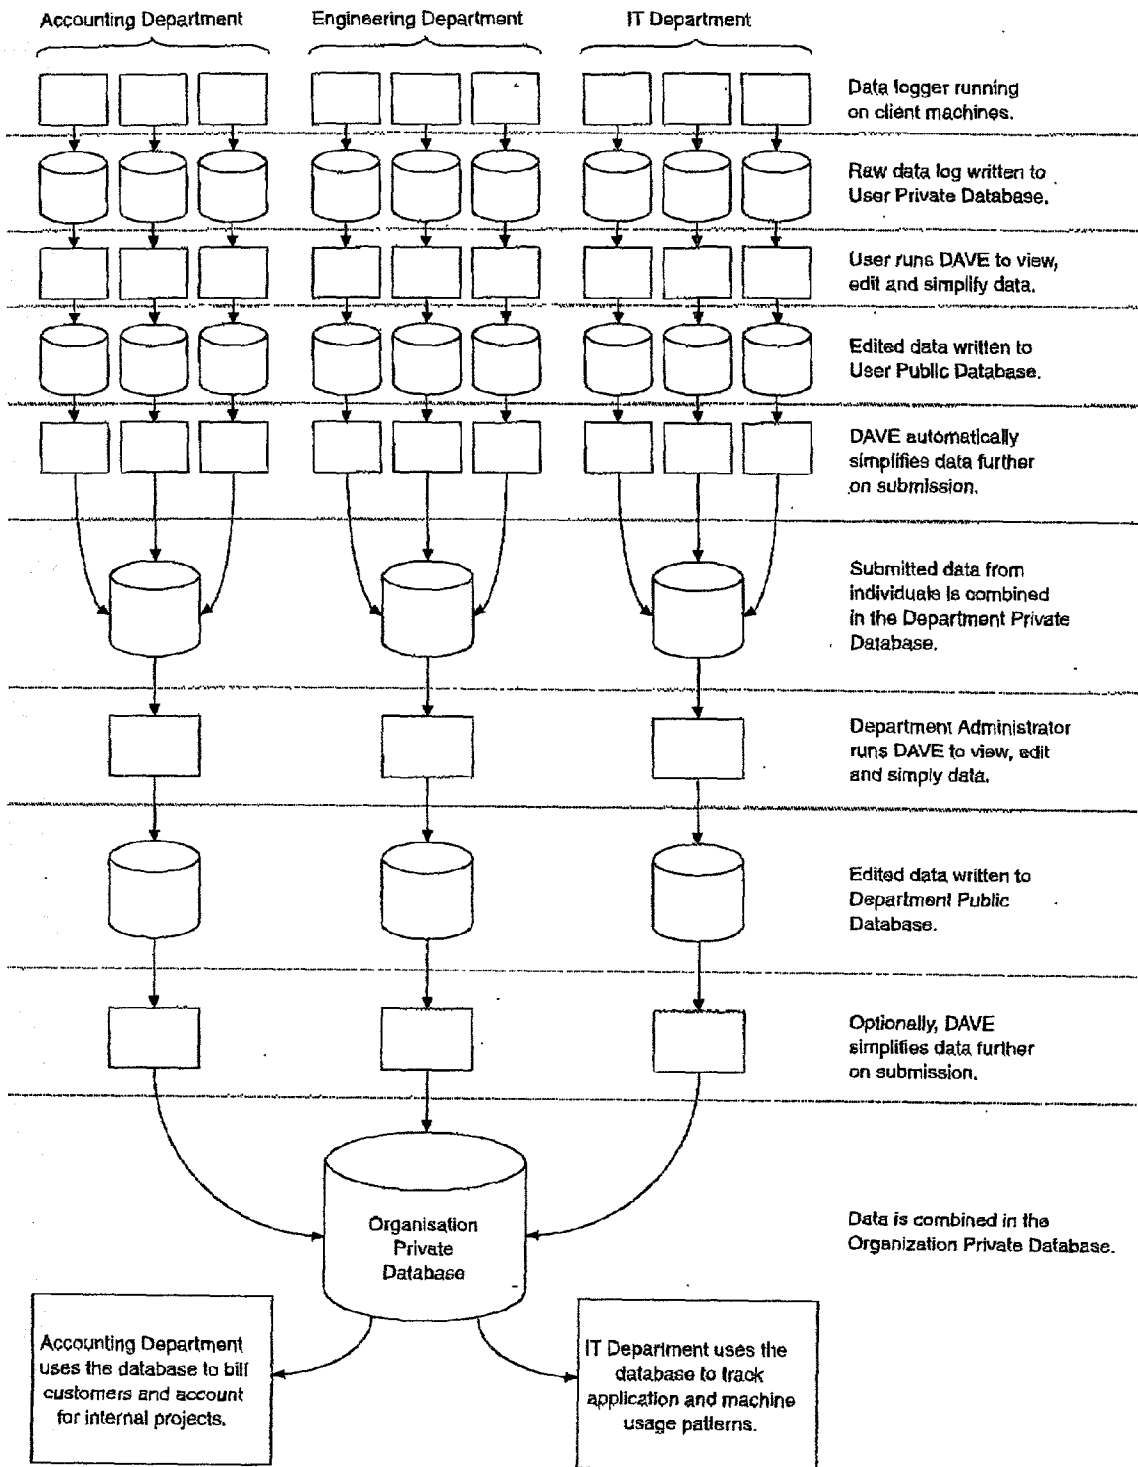 Accounting Department
Engineering Department
IT Department
Data logger running
on client machines.
Raw data log written to
User Private Database.
User runs DAVE to view,
edit and simplify data.
Edited data written to
User Public Database.
DAVE automatically
simplifies data further
on submission.
Submitted data from
individuals is combined
in the Department Private
Database.
Department Administrator
runs DAVE to view, edit
and simply data.
Edited data written to
Department Public
Database.
Optionally, DAVE
simplifies data further
on submission.
Organisation
Private
Database
Data is combined in the
Organization Private Database.
Accounting Department
uses the database to bill
customers and account
for internal projects.
IT Department uses the
database to track
application and machine
usage patterns.